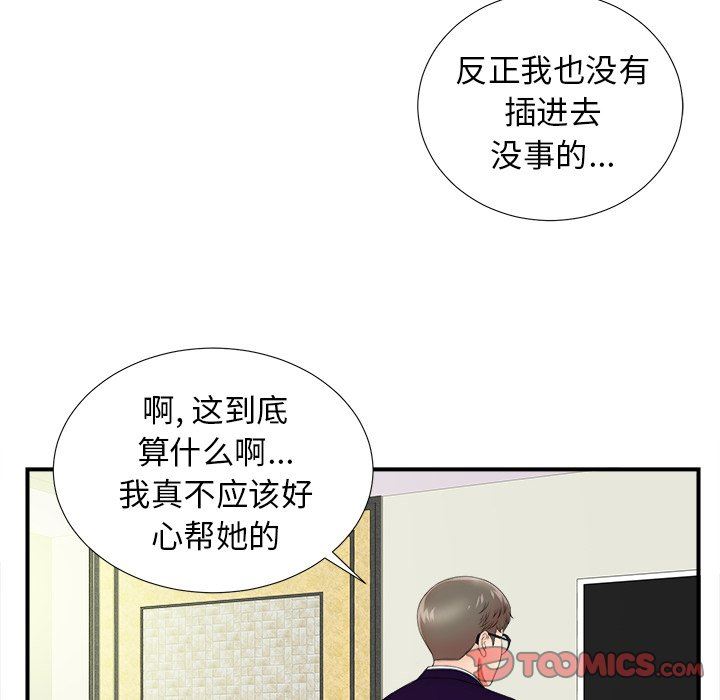 反正我也没有
插进去
没事的...
啊, 这到底
算什么啊...
我真不应该好
心帮她的
TOOMICS.COM